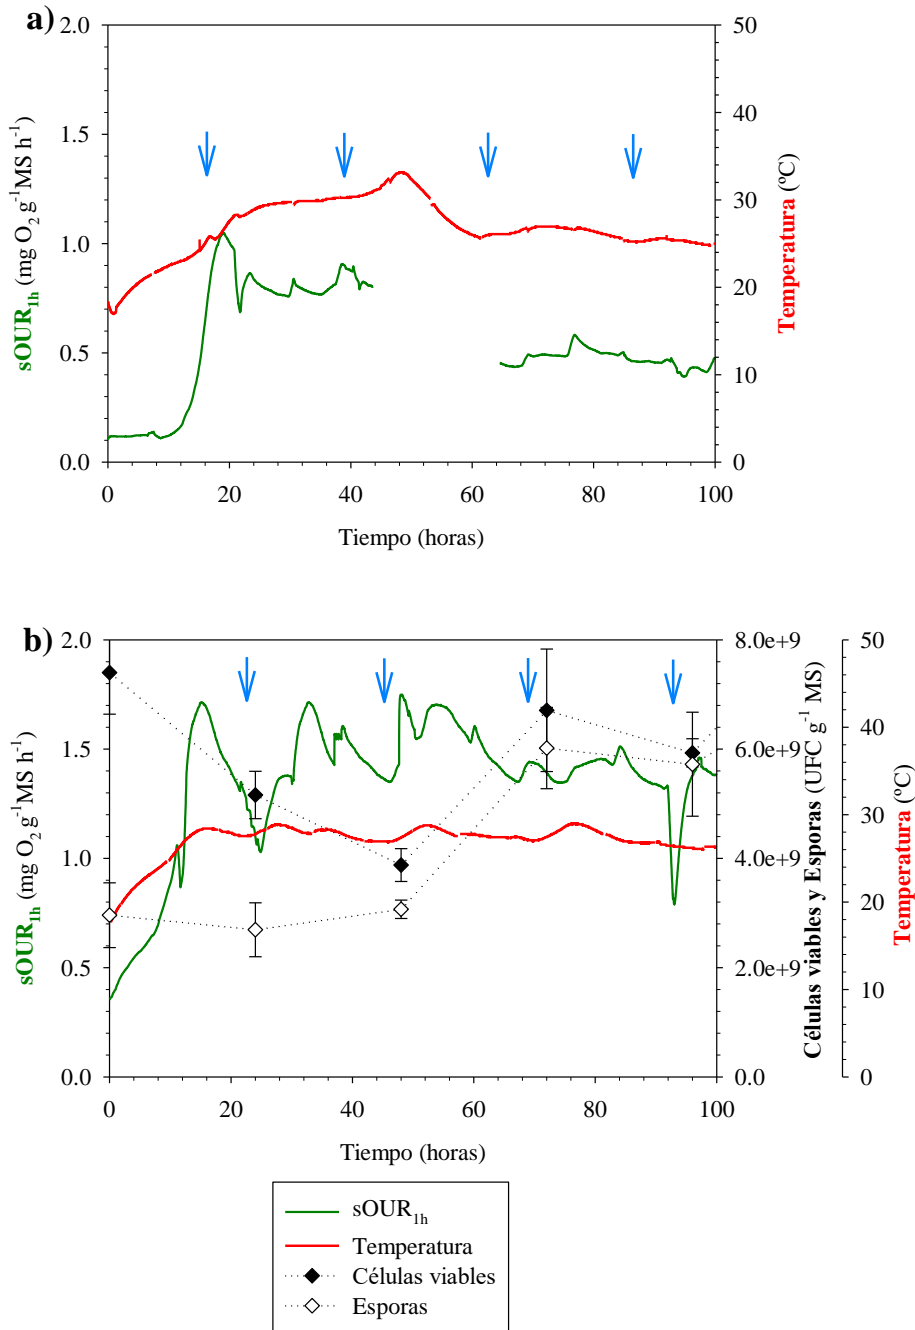 a)
2.0
1.5
1.0
0.5
0.0
sOUR1h (mg O2 g-1MS h-1)
50
40
30
20
10
0
Temperatura (ºC)
0 20 40 60 80 100
Tiempo (horas)
b)
2.0
1.5
1.0
0.5
0.0
sOUR1h (mg O2 g-1MS h-1)
8.0e+9
6.0e+9
4.0e+9
2.0e+9
0.0
Células viables y Esporas (UFC g-1 MS)
50
40
30
20
10
0
Temperatura (ºC)
0 20 40 60 80 100
Tiempo (horas)
sOUR1h
Temperatura
Células viables
Esporas